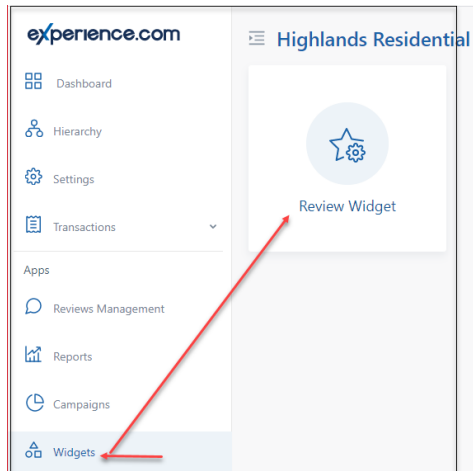 experience.com
Highlands Residential
Dashboard
Hierarchy
Settings
Review Widget
Transactions
Apps
Reviews Management
Reports
Campaigns
Widgets